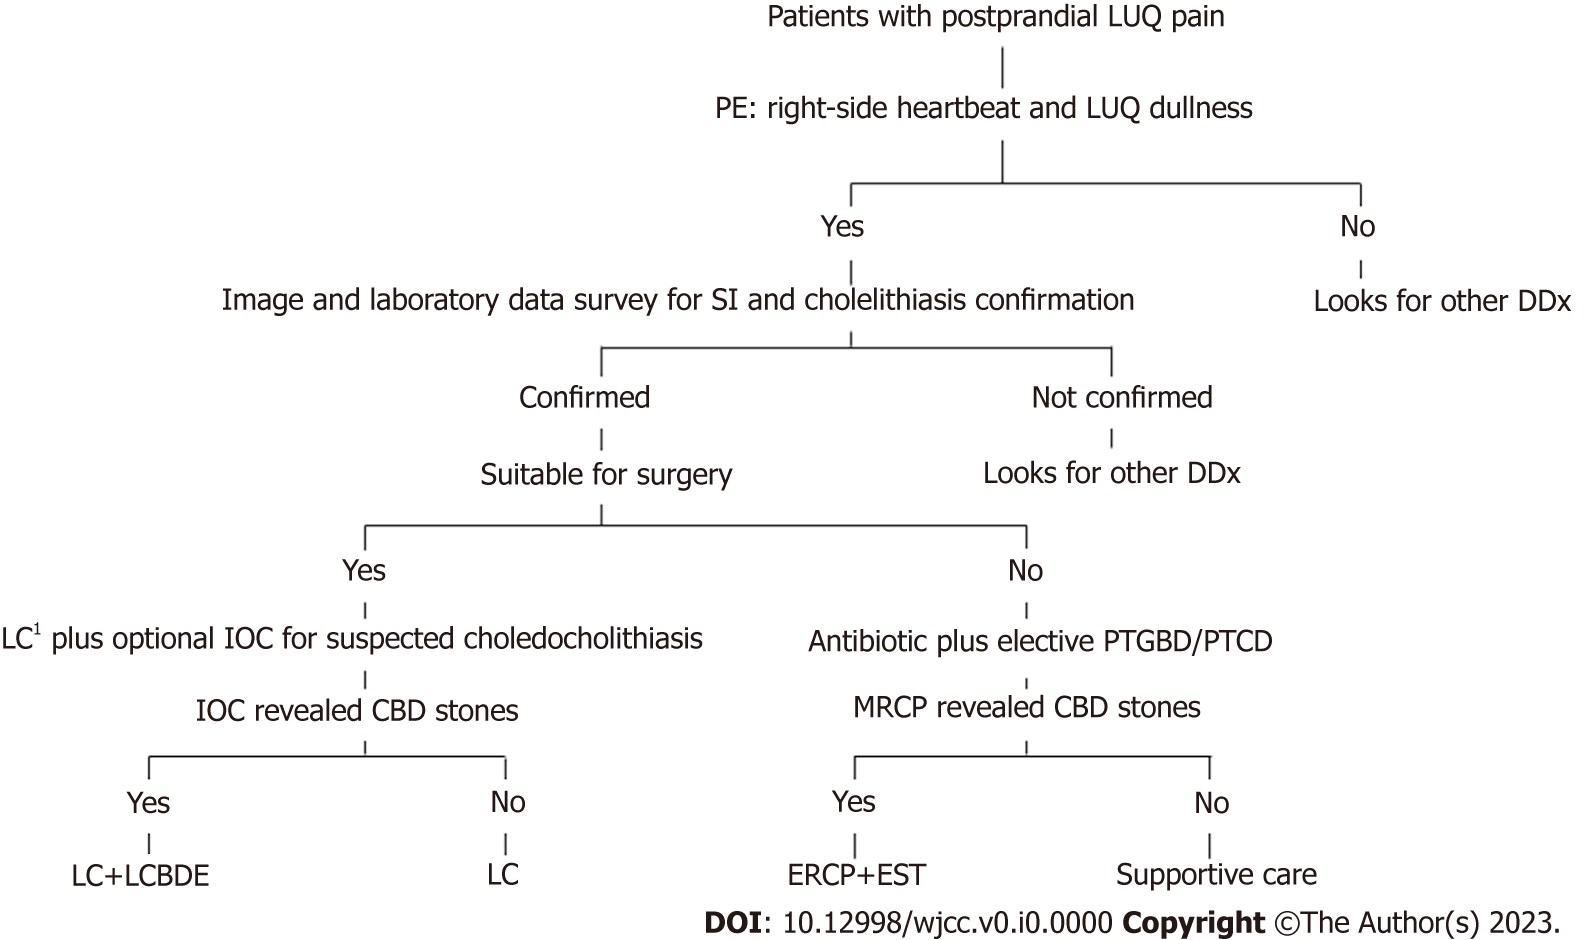 Patients with postprandial LUQ pain
PE: right-side heartbeat and LUQ dullness
Yes
No
Image and laboratory data survey for SI and cholelithiasis confirmation
Looks for other DDx
Confirmed
Not confirmed
Suitable for surgery
Looks for other DDx
Yes
No
LC¹ plus optional IOC for suspected choledocholithiasis
Antibiotic plus elective PTGBD/PTCD
IOC revealed CBD stones
MRCP revealed CBD stones
Yes
No
Yes
No
LC+LCBDE
LC
ERCP+EST
Supportive care
DOI: 10.12998/wjcc.v0.i0.0000 Copyright ©The Author(s) 2023.